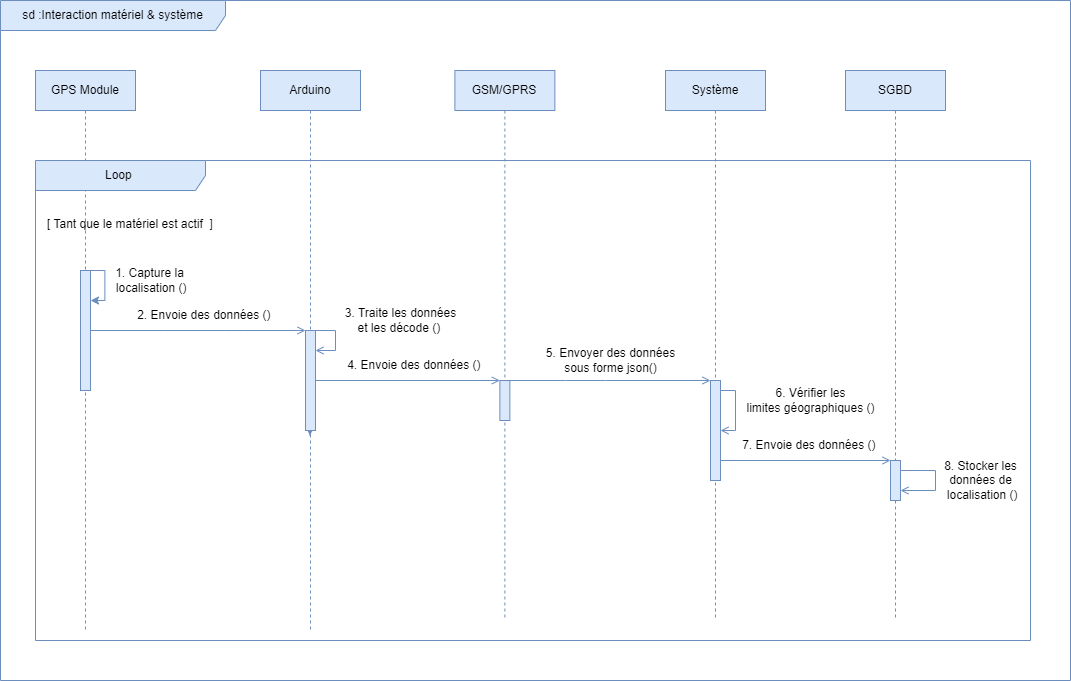 sd :Interaction matériel & système
GPS Module
Arduino
GSM/GPRS
Système
SGBD
Loop
[ Tant que le matériel est actif  ]
1. Capture la
localisation ()
2. Envoie des données ()
3. Traite les données
et les décode ()
4. Envoie des données ()
5. Envoyer des données
sous forme json()
6. Vérifier les
limites géographiques ()
7. Envoie des données ()
8. Stocker les
données de
localisation ()